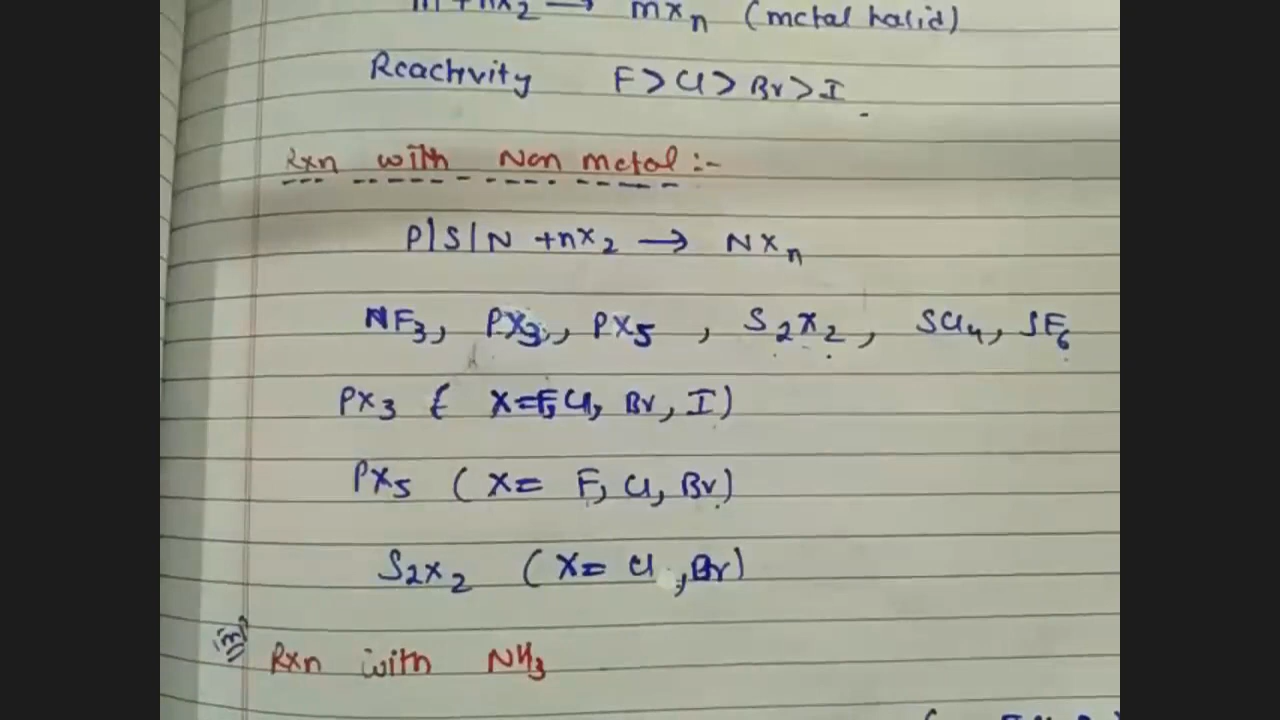 m + nx₂ → mxₙ (metal halid)
Reactivity F > Cl > Br > I
Rxn with Non metal :-
P|S|N + nx₂ → NXₙ
NF₃, PX₃, PX₅, S₂X₂, SCl₄, SF₆
PX₃ ( X=F, Cl, Br, I)
PX₅ (X= F, Cl, Br)
S₂X₂ (X= Cl, Br)
Rxn with NH₃